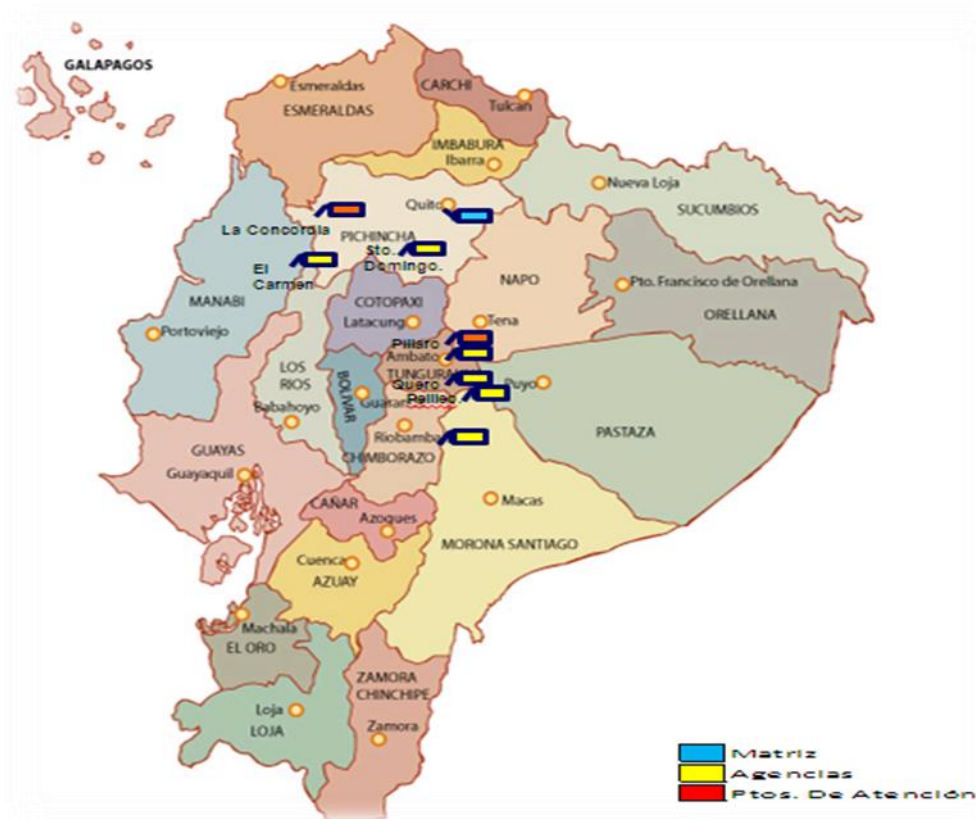 GALAPAGOS
Esmeraldas
ESMERALDAS
CARCHI
Tulcan
IMBABURA
Ibarra
Nueva Loja
SUCUMBIOS
Quito
La Concordia
PICHINCHA
Sto.
Domingo.
El
Carmen
NAPO
Pto. Francisco de Orellana
ORELLANA
MANABI
COTOPAXI
Portoviejo
Latacung
Tena
Ambato
TUNGURA
LOS
RIOS
BOLIVAR
Quero
Puyo
Babahoyo
Riobamba
PASTAZA
GUAYAS
CHIMBORAZO
Guayaquil
CAÑAR
Macas
Azogues
MORONA SANTIAGO
Cuenca
AZUAY
Machala
EL ORO
ZAMORA
CHINCHIPE
Loja
LOJA
Zamora
Matriz
Agencias
Ptos. De Atención